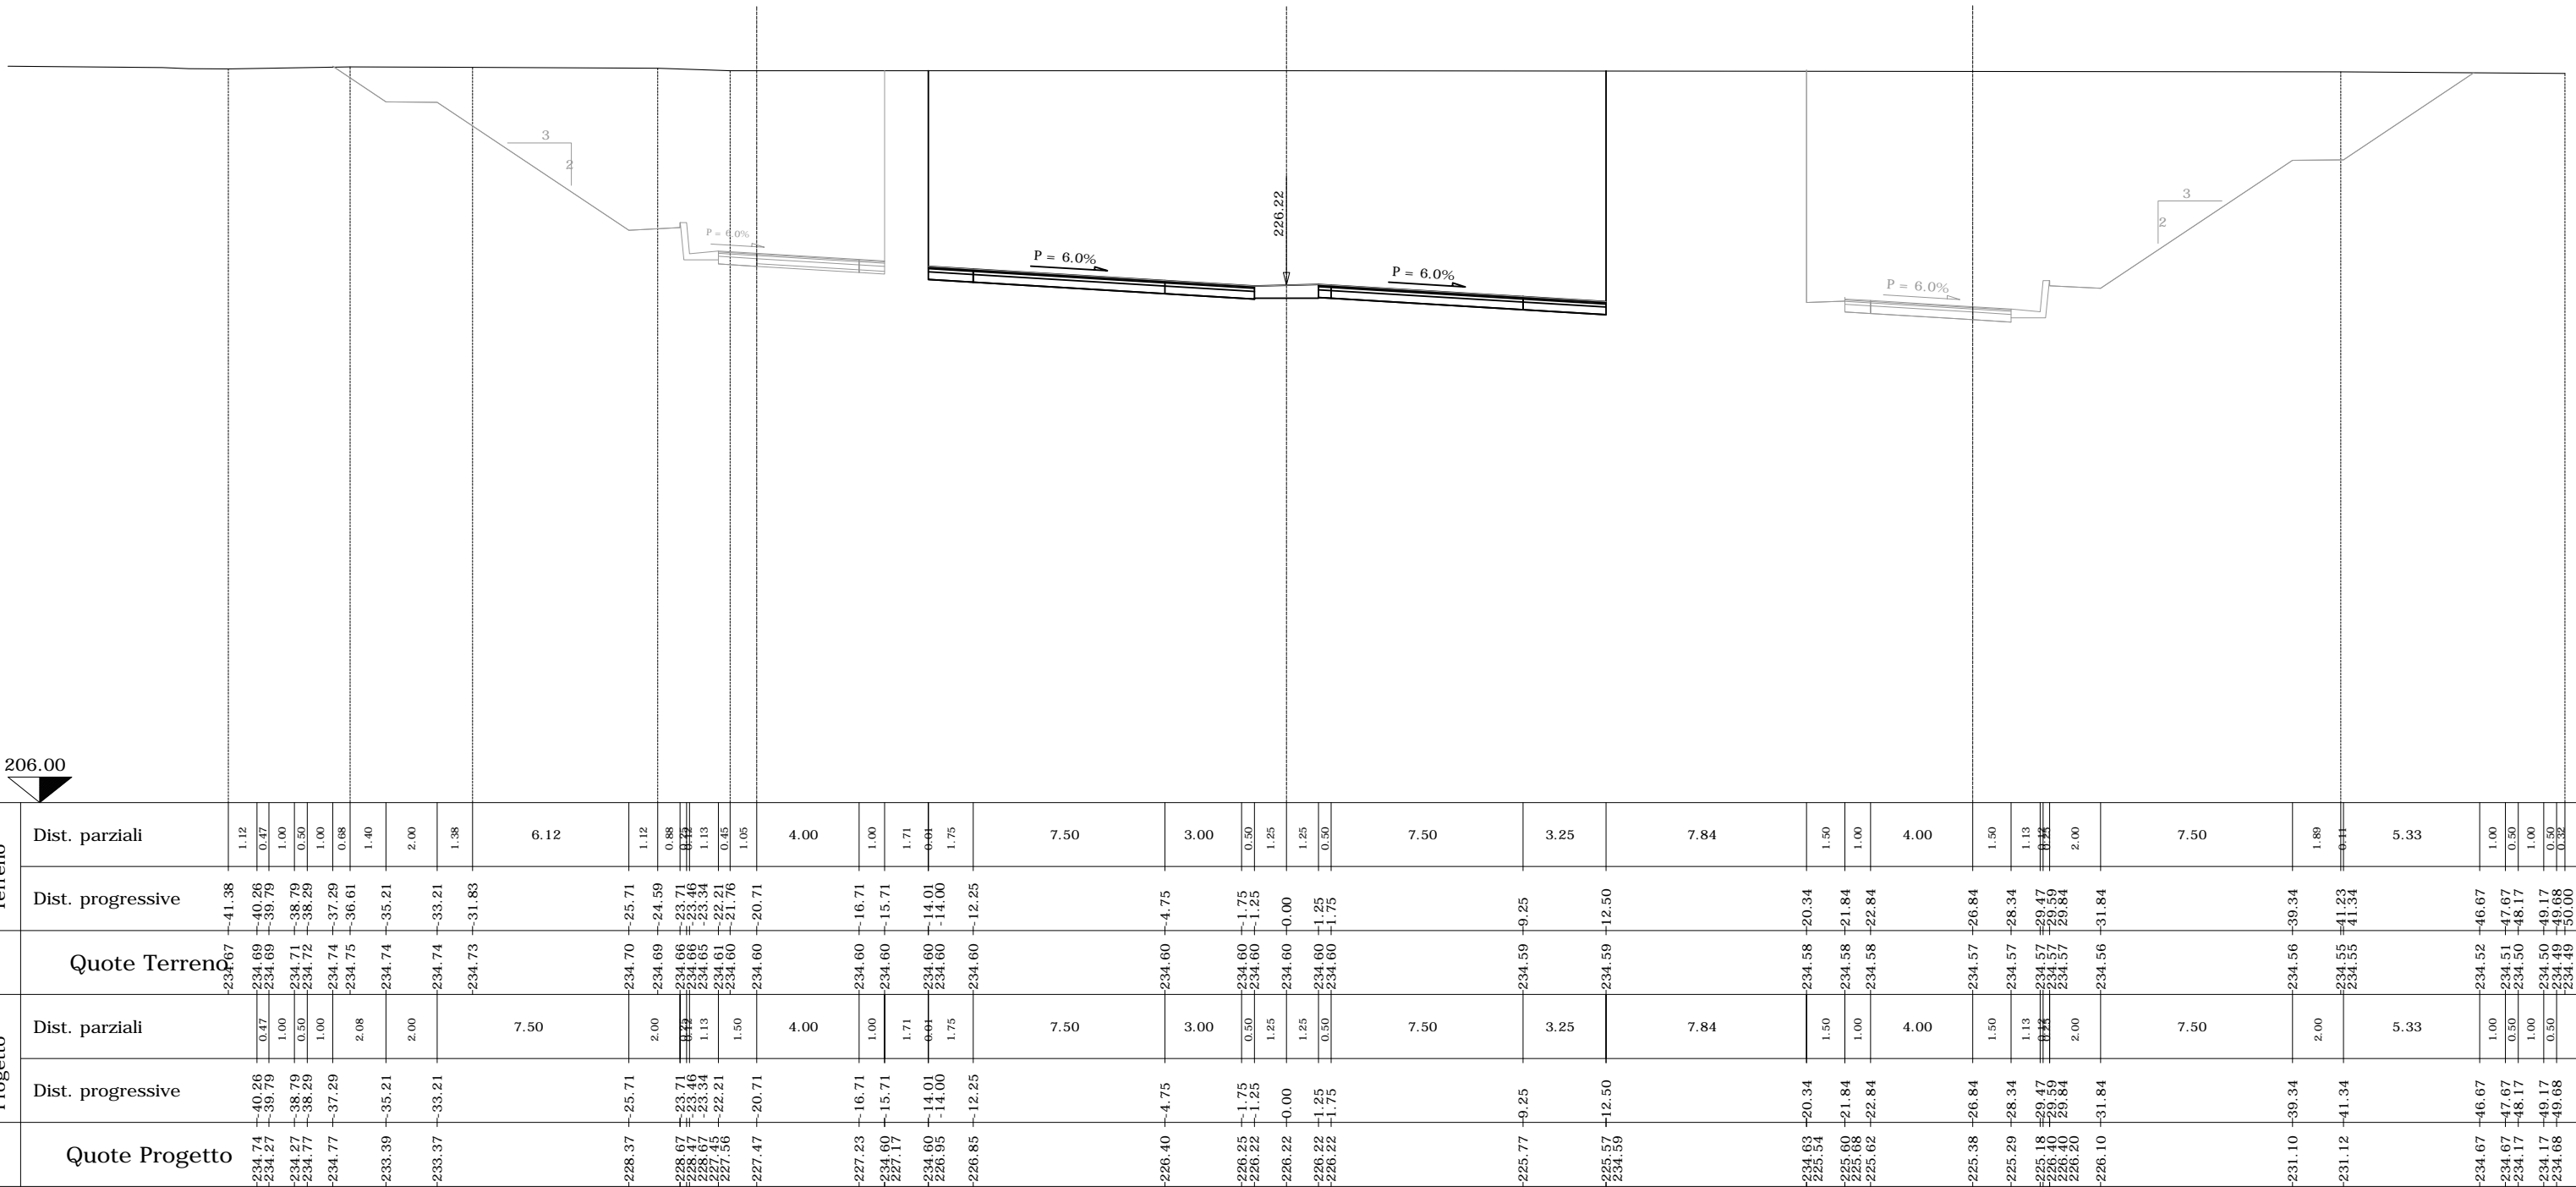 3
2
P = 6.0%
P = 6.0%
226.22
P = 6.0%
P = 6.0%
3
2
206.00
Terreno
Dist. parziali
1.12 0.47 1.00 0.50 1.00 0.68 1.40 2.00 1.38 6.12 1.12 0.88 0.25 0.12 1.13 0.45 1.05 4.00 1.00 1.71 0.01 1.75 7.50 3.00 0.50 1.25 1.25 0.50 7.50 3.25 7.84 1.50 1.00 4.00 1.50 1.13 0.12 0.25 2.00 7.50 1.89 0.11 5.33 1.00 0.50 1.00 0.50 0.32
Dist. progressive
-41.38 -40.26 -39.79 -38.79 -38.29 -37.29 -36.61 -35.21 -33.21 -31.83 -25.71 -24.59 -23.71 -23.46 -23.34 -22.21 -21.76 -20.71 -16.71 -15.71 -14.01 -14.00 -12.25 -4.75 -1.75 -1.25 0.00 1.25 1.75 9.25 12.50 20.34 21.84 22.84 26.84 28.34 29.47 29.59 29.84 31.84 39.34 41.23 41.34 46.67 47.67 48.17 49.17 49.68 50.00
Quote Terreno
234.67 234.69 234.69 234.71 234.72 234.74 234.75 234.74 234.74 234.73 234.70 234.69 234.66 234.66 234.65 234.61 234.60 234.60 234.60 234.60 234.60 234.60 234.60 234.60 234.60 234.60 234.60 234.60 234.60 234.59 234.59 234.58 234.58 234.58 234.57 234.57 234.57 234.57 234.57 234.56 234.56 234.55 234.55 234.52 234.51 234.50 234.50 234.49 234.49
Progetto
Dist. parziali
0.47 1.00 0.50 1.00 2.08 2.00 7.50 2.00 0.25 0.12 1.13 1.50 4.00 1.00 1.71 0.01 1.75 7.50 3.00 0.50 1.25 1.25 0.50 7.50 3.25 7.84 1.50 1.00 4.00 1.50 1.13 0.12 0.25 2.00 7.50 2.00 5.33 1.00 0.50 1.00 0.50
Dist. progressive
-40.26 -39.79 -38.79 -38.29 -37.29 -35.21 -33.21 -25.71 -23.71 -23.46 -23.34 -22.21 -20.71 -16.71 -15.71 -14.01 -14.00 -12.25 -4.75 -1.75 -1.25 0.00 1.25 1.75 9.25 12.50 20.34 21.84 22.84 26.84 28.34 29.47 29.59 29.84 31.84 39.34 41.34 46.67 47.67 48.17 49.17 49.68
Quote Progetto
234.74 234.27 234.27 234.77 234.77 233.39 233.37 228.37 228.67 228.47 228.67 227.45 227.56 227.47 227.23 234.60 227.17 234.60 226.95 226.85 226.40 226.25 226.22 226.22 226.22 226.22 225.77 225.57 234.59 234.63 225.54 225.60 225.68 225.62 225.38 225.29 225.18 226.40 226.40 226.20 226.10 231.10 231.12 234.67 234.67 234.17 234.17 234.68